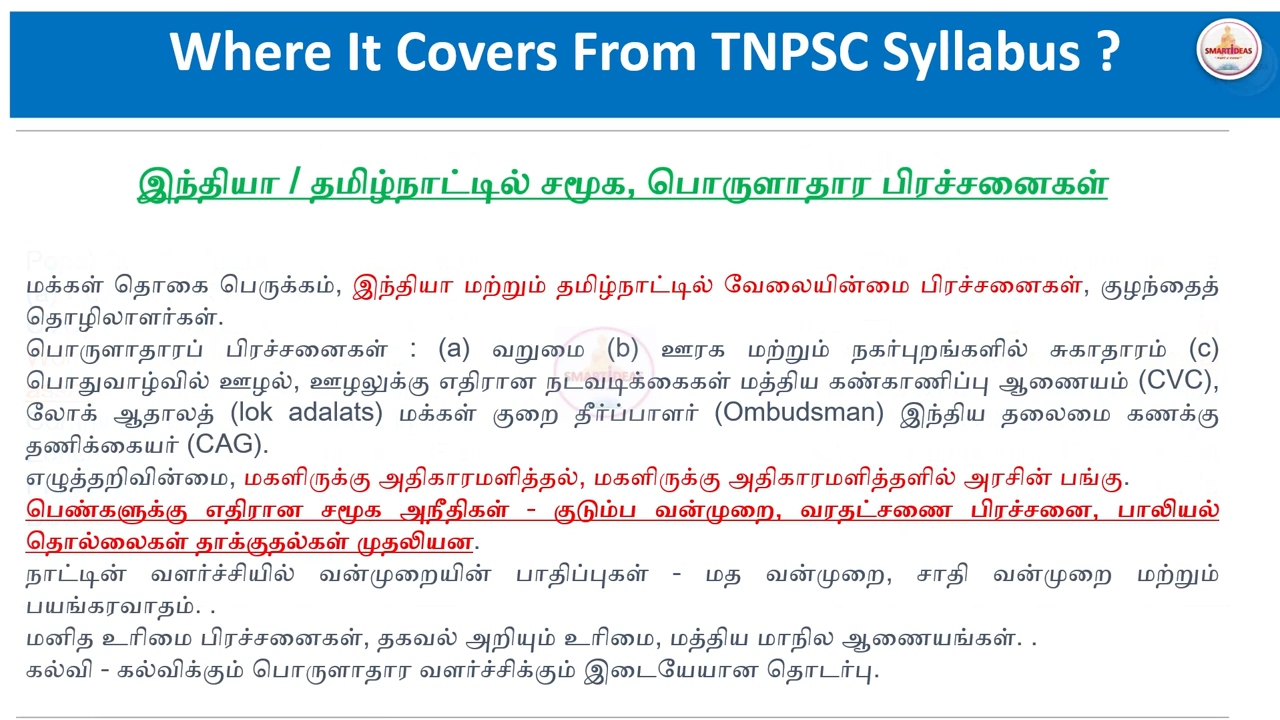 Where It Covers From TNPSC Syllabus ?
SMARTIDEAS
இந்தியா / தமிழ்நாட்டில் சமூக, பொருளாதார பிரச்சனைகள்
மக்கள் தொகை பெருக்கம், இந்தியா மற்றும் தமிழ்நாட்டில் வேலையின்மை பிரச்சனைகள், குழந்தைத்
தொழிலாளர்கள்.
பொருளாதாரப் பிரச்சனைகள் : (a) வறுமை (b) ஊரக மற்றும் நகர்புறங்களில் சுகாதாரம் (c)
பொதுவாழ்வில் ஊழல், ஊழலுக்கு எதிரான நடவடிக்கைகள் மத்திய கண்காணிப்பு ஆணையம் (CVC),
லோக் ஆதாலத் (lok adalats) மக்கள் குறை தீர்ப்பாளர் (Ombudsman) இந்திய தலைமை கணக்கு
தணிக்கையர் (CAG).
எழுத்தறிவின்மை, மகளிருக்கு அதிகாரமளித்தல், மகளிருக்கு அதிகாரமளித்தளில் அரசின் பங்கு.
பெண்களுக்கு எதிரான சமூக அநீதிகள் - குடும்ப வன்முறை, வரதட்சணை பிரச்சனை, பாலியல்
தொல்லைகள் தாக்குதல்கள் முதலியன.
நாட்டின் வளர்ச்சியில் வன்முறையின் பாதிப்புகள் - மத வன்முறை, சாதி வன்முறை மற்றும்
பயங்கரவாதம். .
மனித உரிமை பிரச்சனைகள், தகவல் அறியும் உரிமை, மத்திய மாநில ஆணையங்கள். .
கல்வி - கல்விக்கும் பொருளாதார வளர்ச்சிக்கும் இடையேயான தொடர்பு.